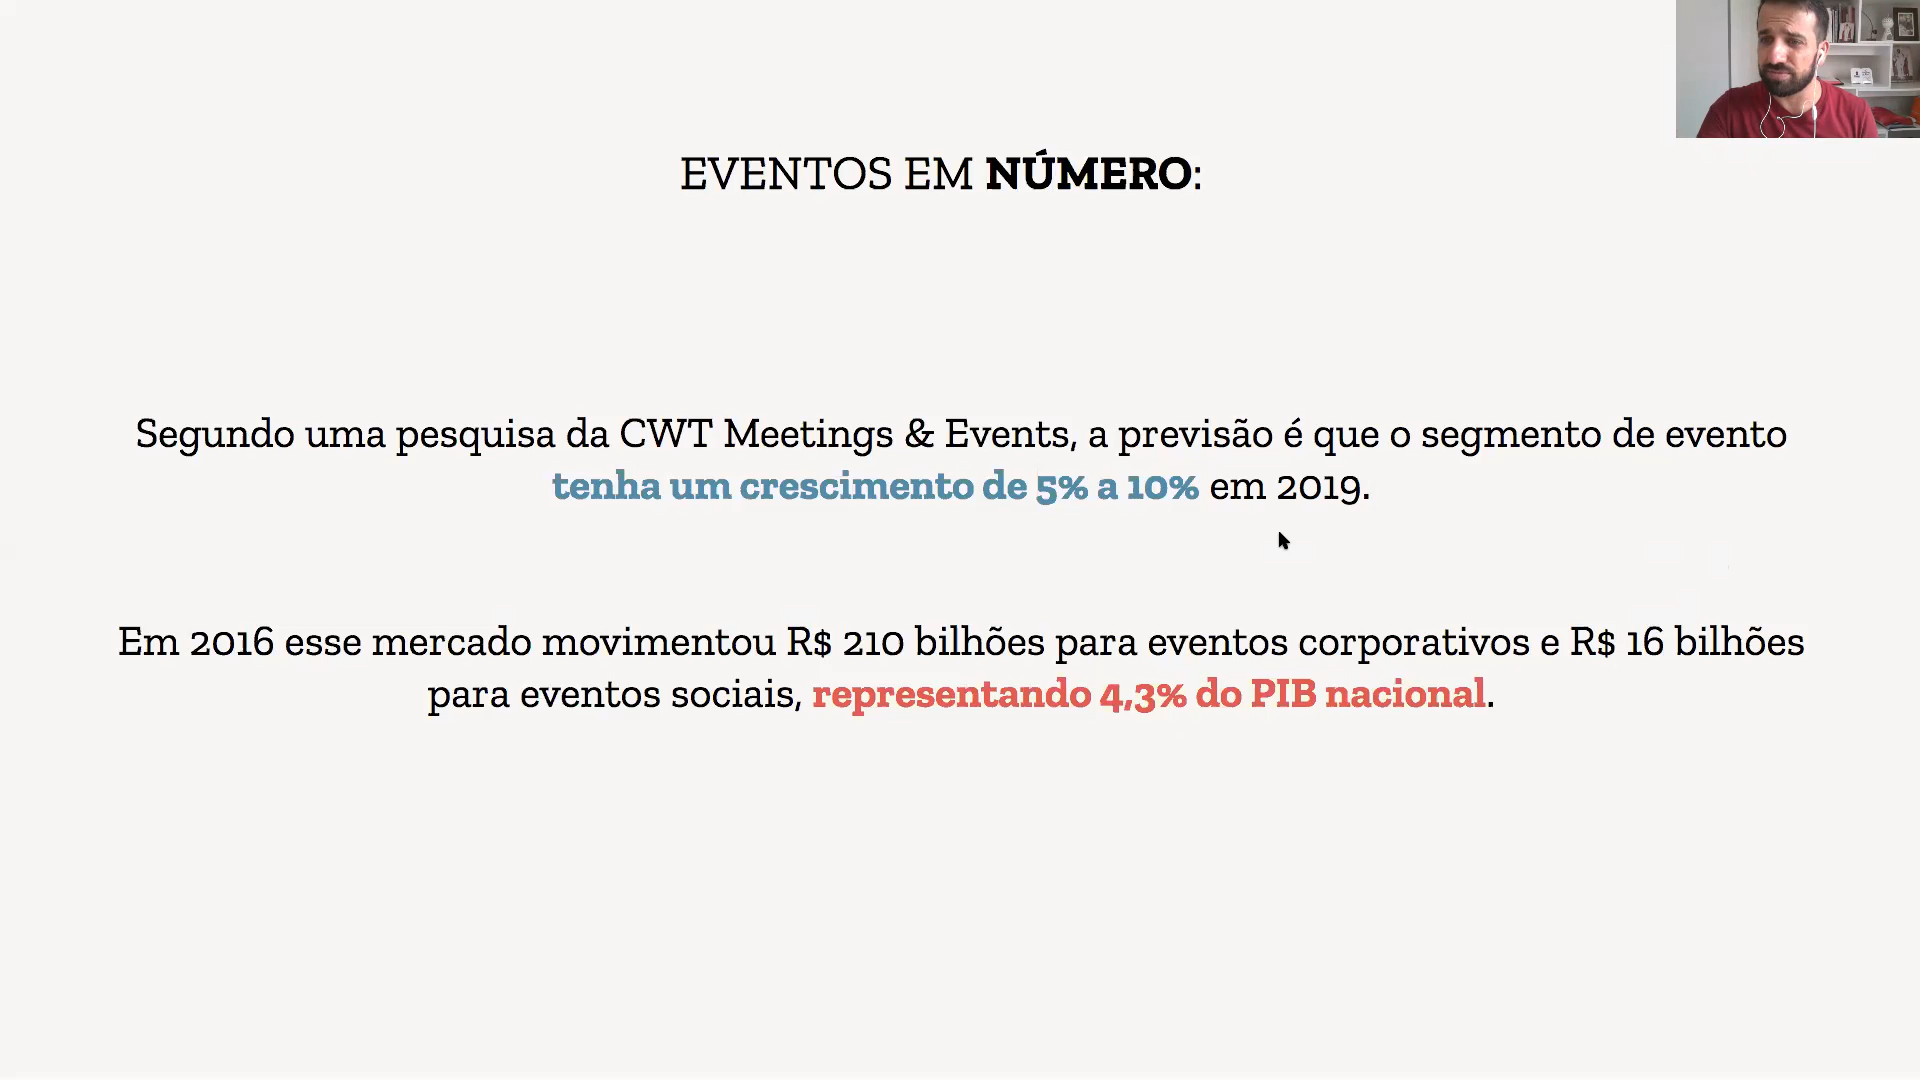 EVENTOS EM NÚMERO:
Segundo uma pesquisa da CWT Meetings & Events, a previsão é que o segmento de evento
tenha um crescimento de 5% a 10% em 2019.
Em 2016 esse mercado movimentou R$ 210 bilhões para eventos corporativos e R$ 16 bilhões
para eventos sociais, representando 4,3% do PIB nacional.